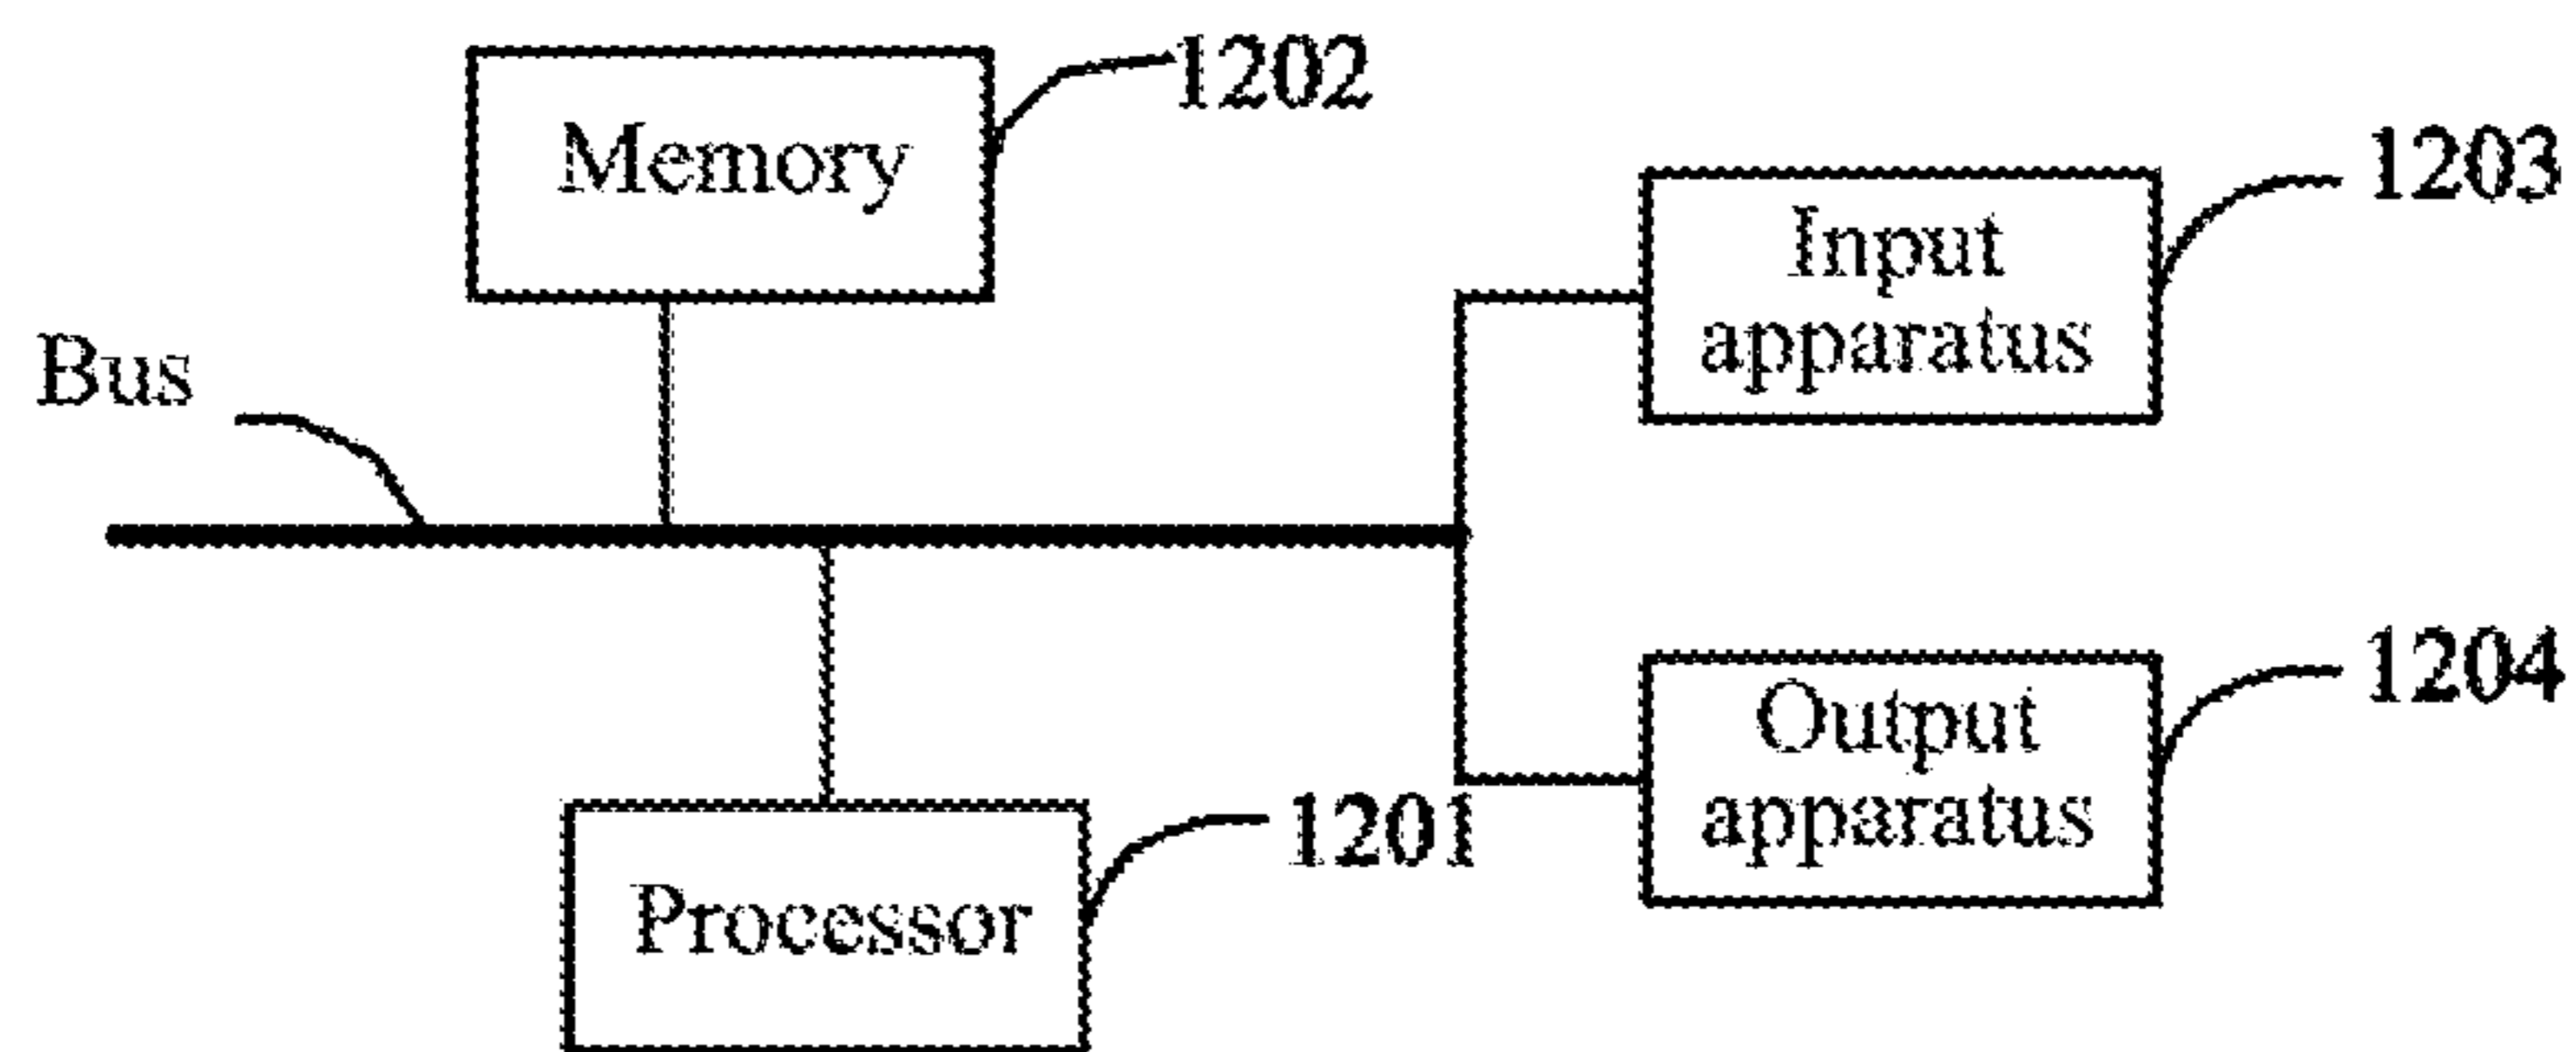 1202
Memory
1203
Input
apparatus
Bus
1204
Output
apparatus
1201
Processor